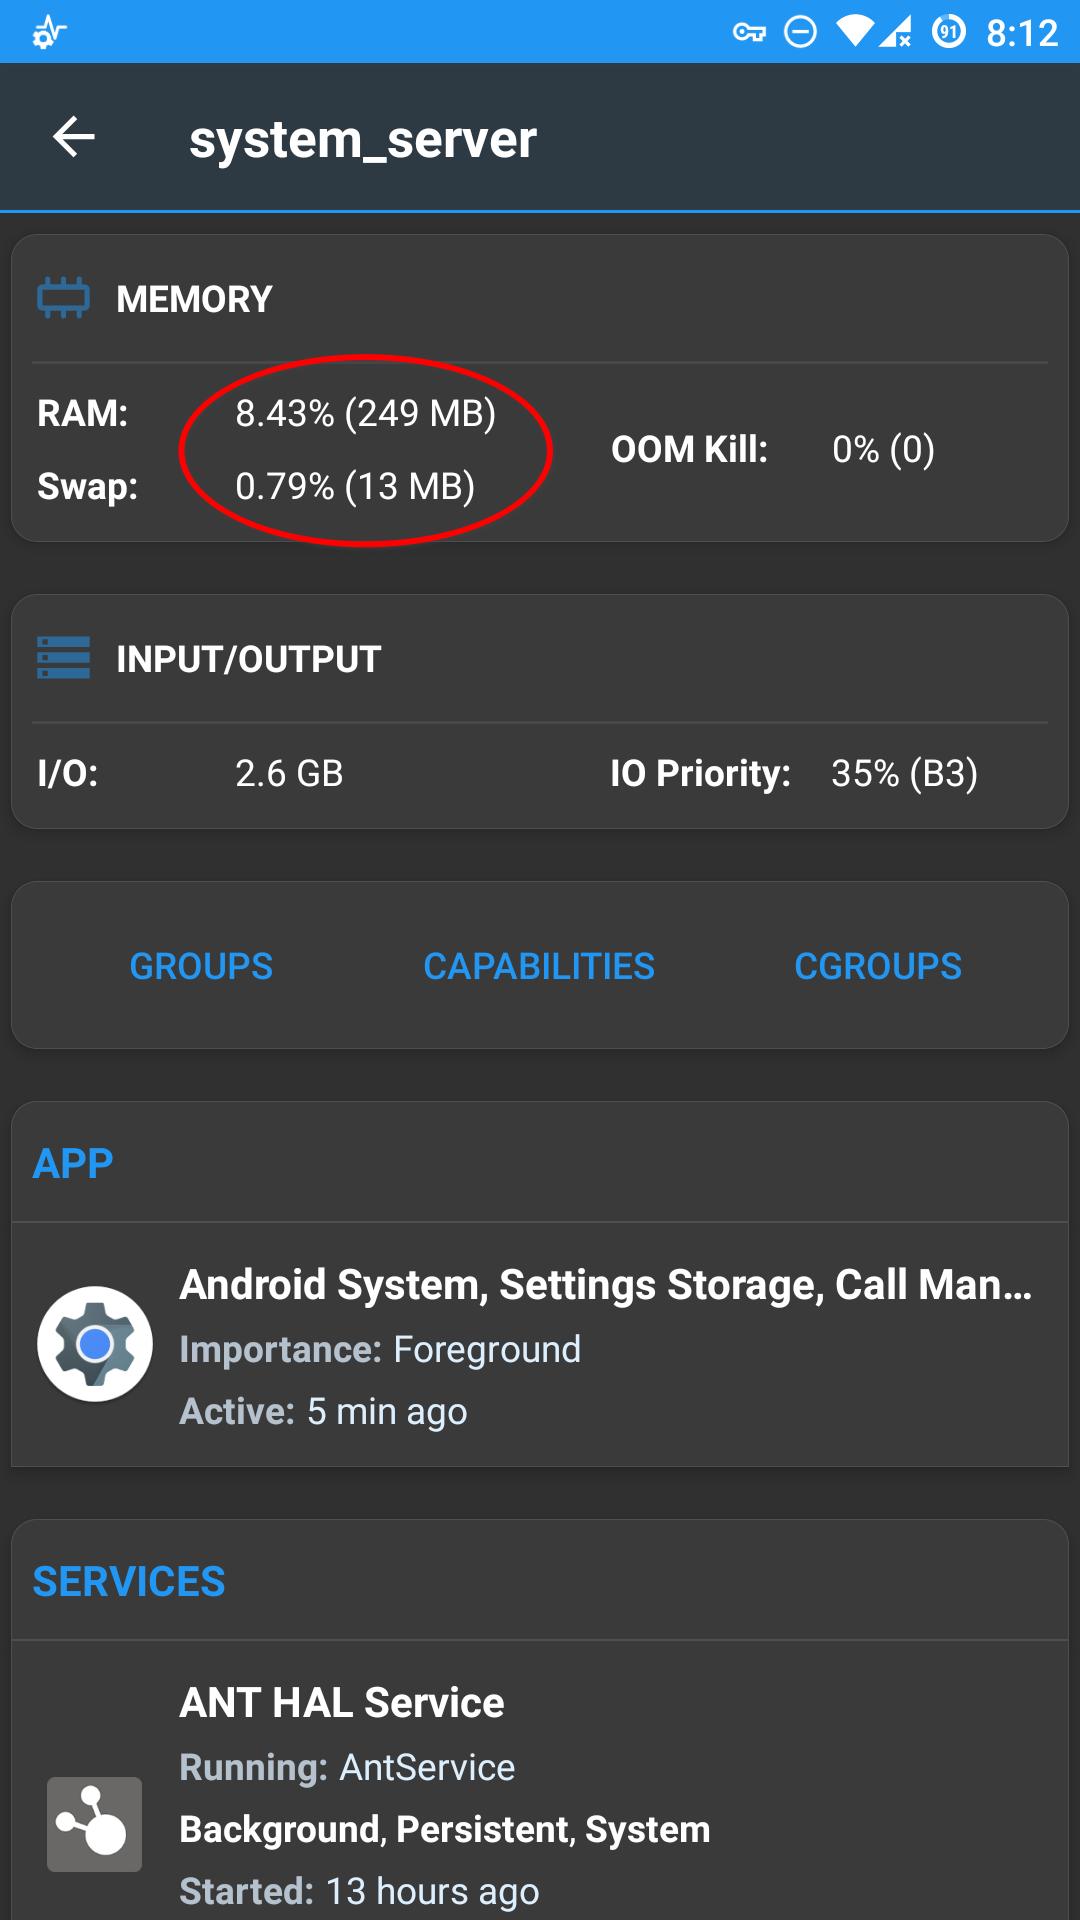 91 8:12
system_server
MEMORY
RAM: 8.43% (249 MB)
OOM Kill: 0% (0)
Swap: 0.79% (13 MB)
INPUT/OUTPUT
I/O: 2.6 GB IO Priority: 35% (B3)
GROUPS CAPABILITIES CGROUPS
APP
Android System, Settings Storage, Call Man...
Importance: Foreground
Active: 5 min ago
SERVICES
ANT HAL Service
Running: AntService
Background, Persistent, System
Started: 13 hours ago